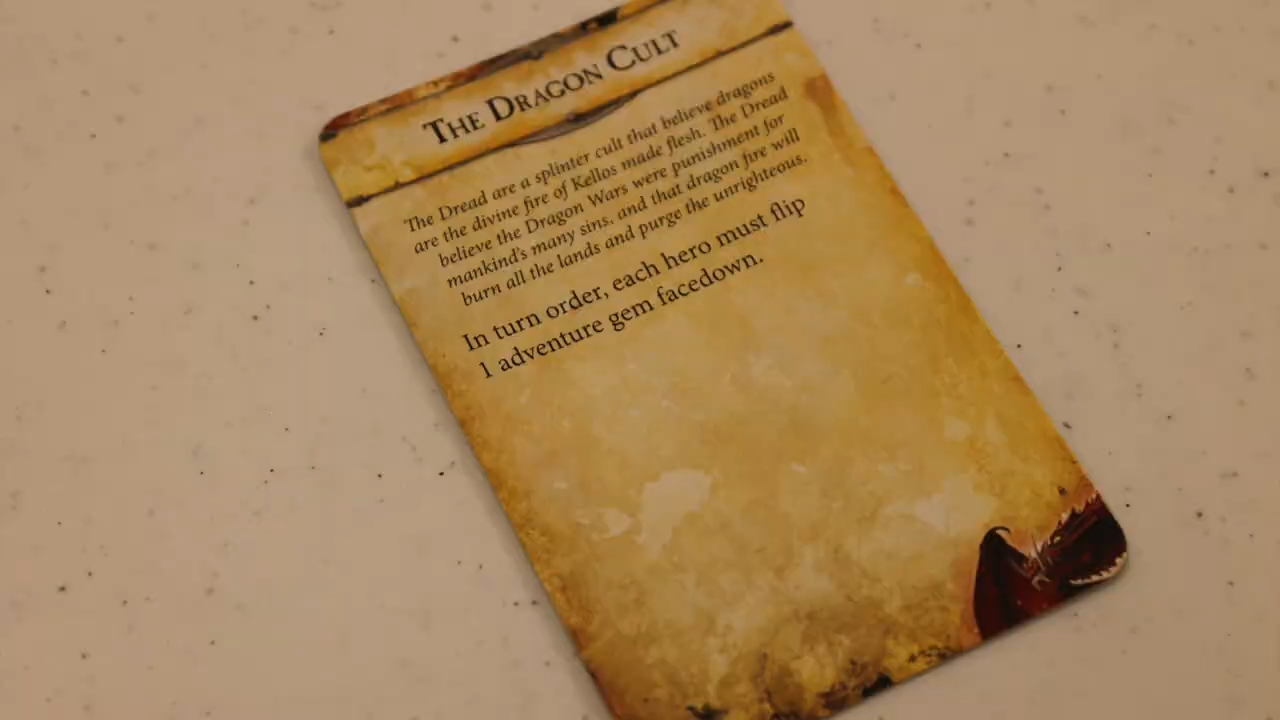 THE DRAGON CULT
The Dread are a splinter cult that believe dragons
are the divine fire of Kellos made flesh. The Dread
believe the Dragon Wars were punishment for
mankind's many sins, and that dragon fire will
burn all the lands and purge the unrighteous.
In turn order, each hero must flip
1 adventure gem facedown.